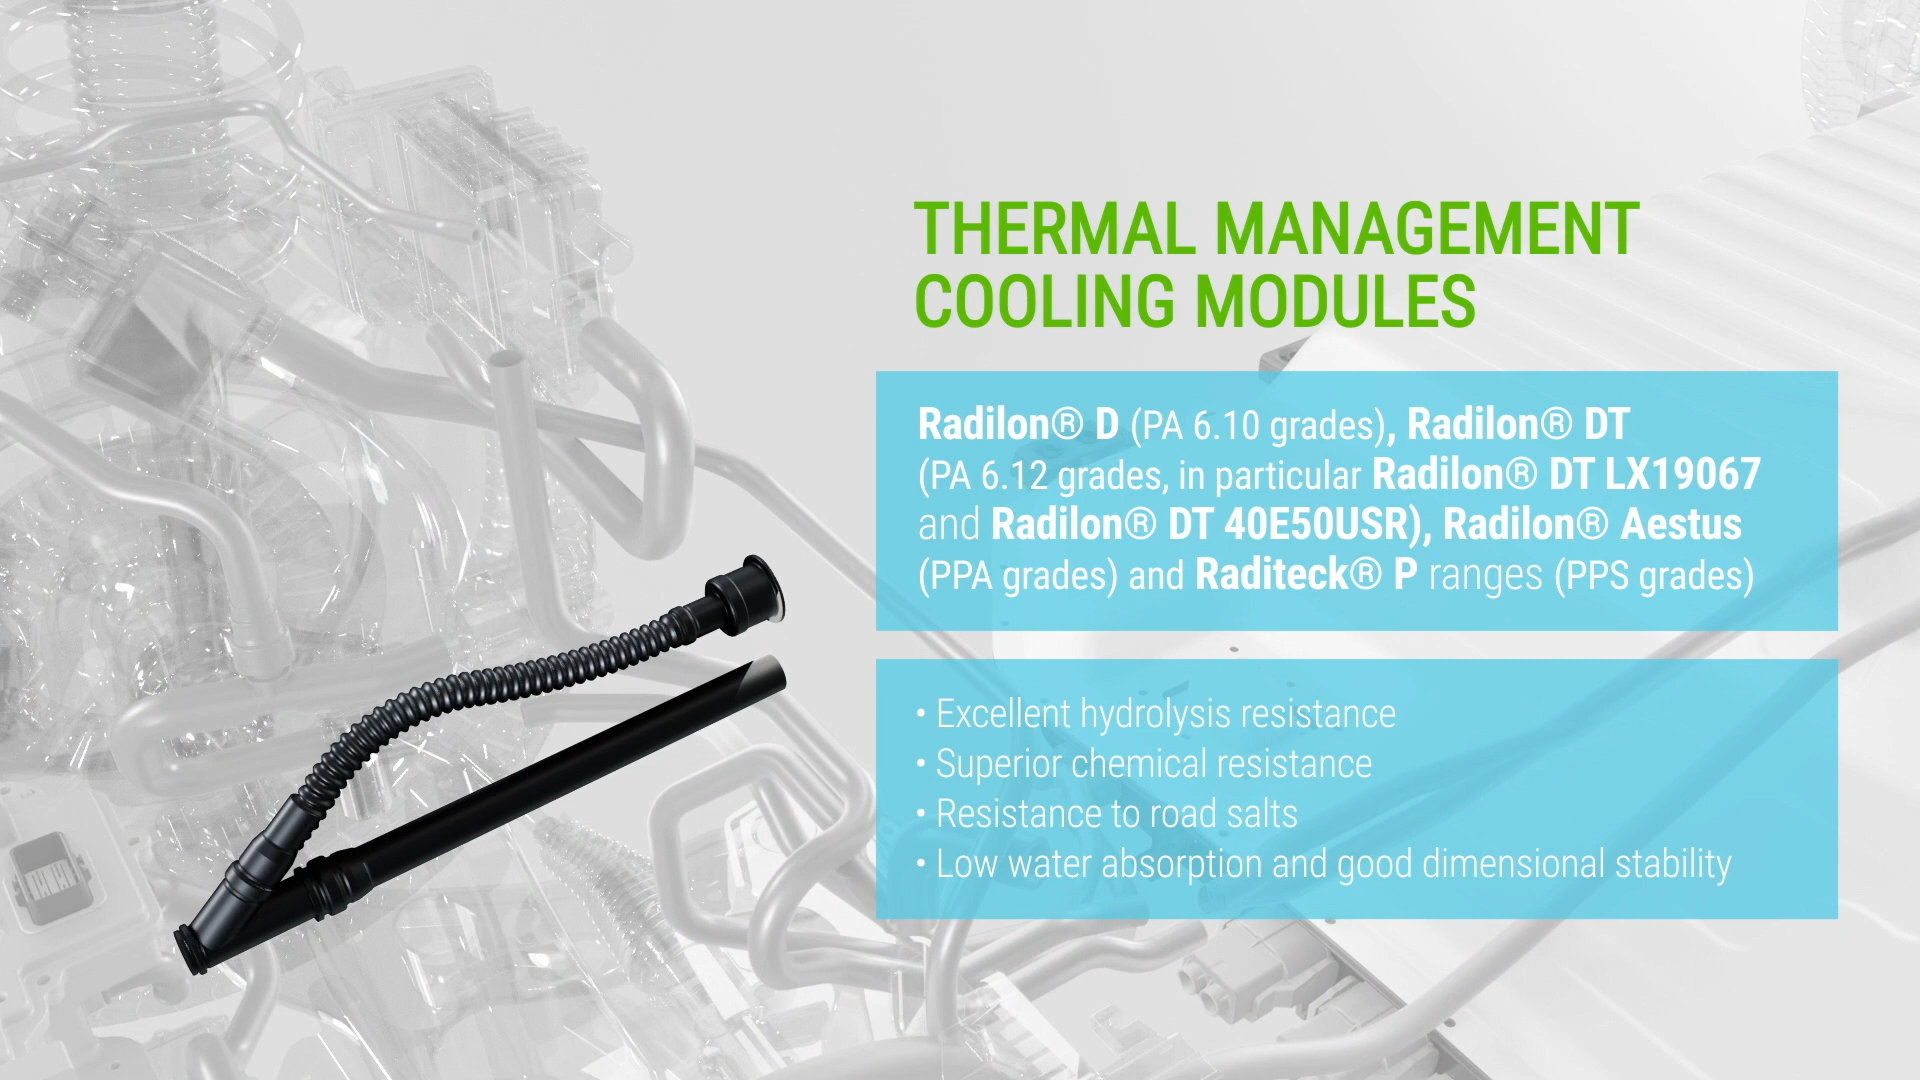 THERMAL MANAGEMENT
COOLING MODULES
Radilon® D (PA 6.10 grades), Radilon® DT
(PA 6.12 grades, in particular Radilon® DT LX19067
and Radilon® DT 40E50USR), Radilon® Aestus
(PPA grades) and Raditeck® P ranges (PPS grades)
• Excellent hydrolysis resistance
• Superior chemical resistance
• Resistance to road salts
• Low water absorption and good dimensional stability